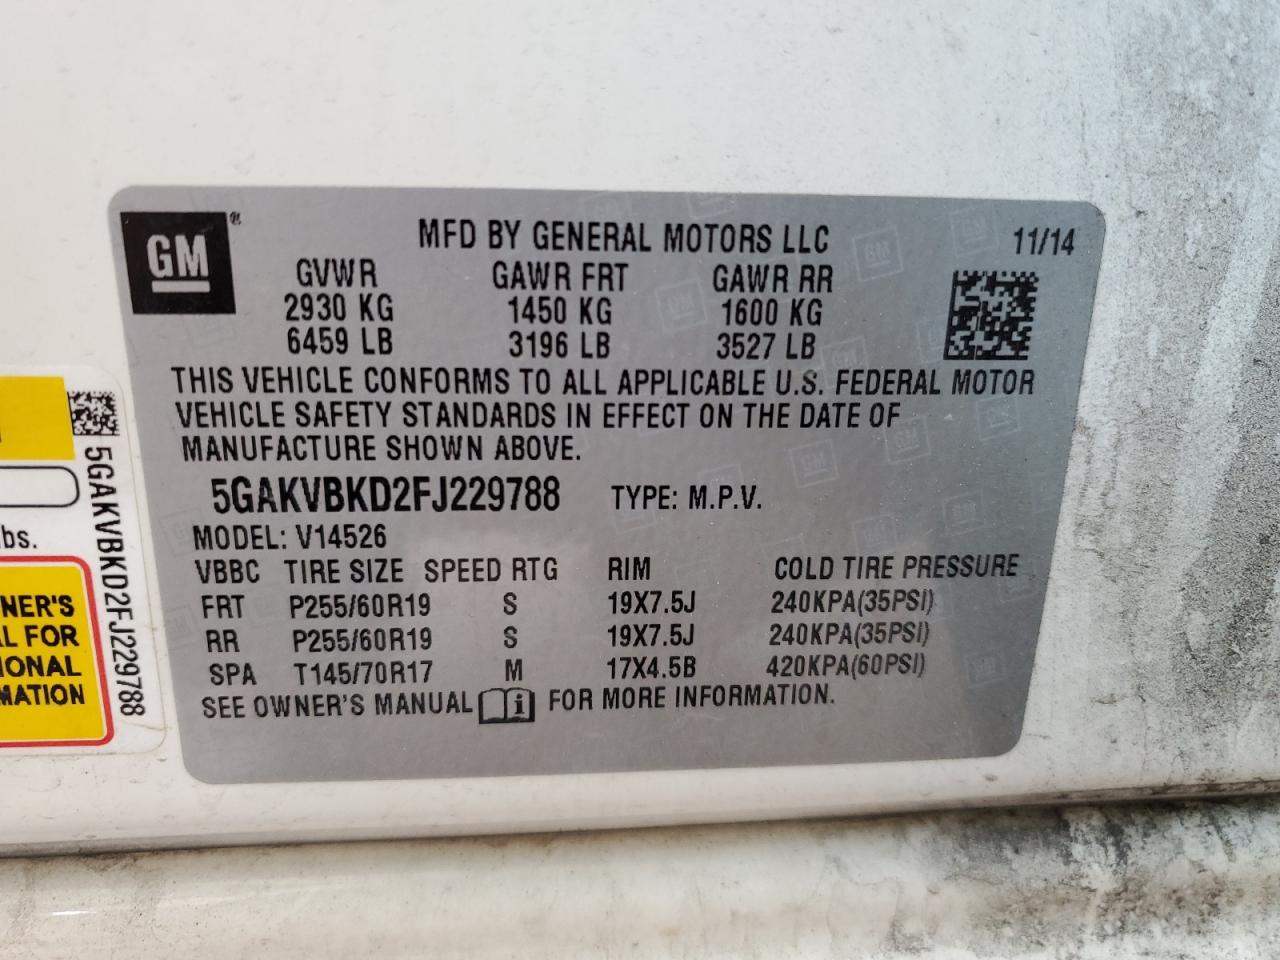 GM®
MFD BY GENERAL MOTORS LLC
11/14
GVWR GAWR FRT GAWR RR
2930 KG 1450 KG 1600 KG
6459 LB 3196 LB 3527 LB
THIS VEHICLE CONFORMS TO ALL APPLICABLE U.S. FEDERAL MOTOR
VEHICLE SAFETY STANDARDS IN EFFECT ON THE DATE OF
MANUFACTURE SHOWN ABOVE.
5GAKVBKD2FJ229788 TYPE: M.P.V.
MODEL: V14526
VBBC TIRE SIZE SPEED RTG RIM COLD TIRE PRESSURE
FRT P255/60R19 S 19X7.5J 240KPA(35PSI)
RR P255/60R19 S 19X7.5J 240KPA(35PSI)
SPA T145/70R17 M 17X4.5B 420KPA(60PSI)
SEE OWNER'S MANUAL i FOR MORE INFORMATION.
5GAKVBKD2FJ229788
bs.
NER'S
L FOR
IONAL
MATION